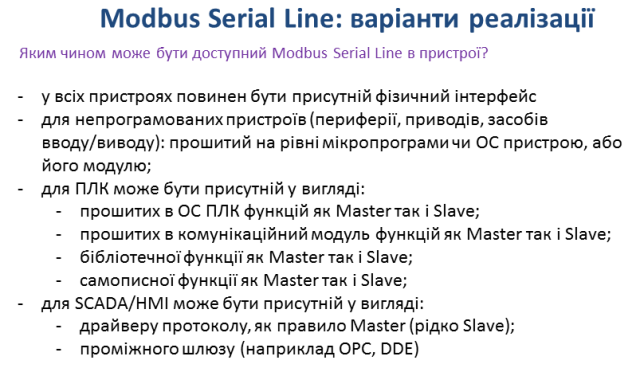 Modbus Serial Line: варіанти реалізації
Яким чином може бути доступний Modbus Serial Line в пристрої?
- у всіх пристроях повинен бути присутній фізичний інтерфейс
- для непрограмованих пристроїв (периферії, приводів, засобів
вводу/виводу): прошитий на рівні мікропрограми чи ОС пристрою, або
його модулю;
- для ПЛК може бути присутній у вигляді:
- прошитих в ОС ПЛК функцій як Master так і Slave;
- прошитих в комунікаційний модуль функцій як Master так і Slave;
- бібліотечної функції як Master так і Slave;
- самописної функції як Master так і Slave;
- для SCADA/HMI може бути присутній у вигляді:
- драйверу протоколу, як правило Master (рідко Slave);
- проміжного шлюзу (наприклад OPC, DDE)